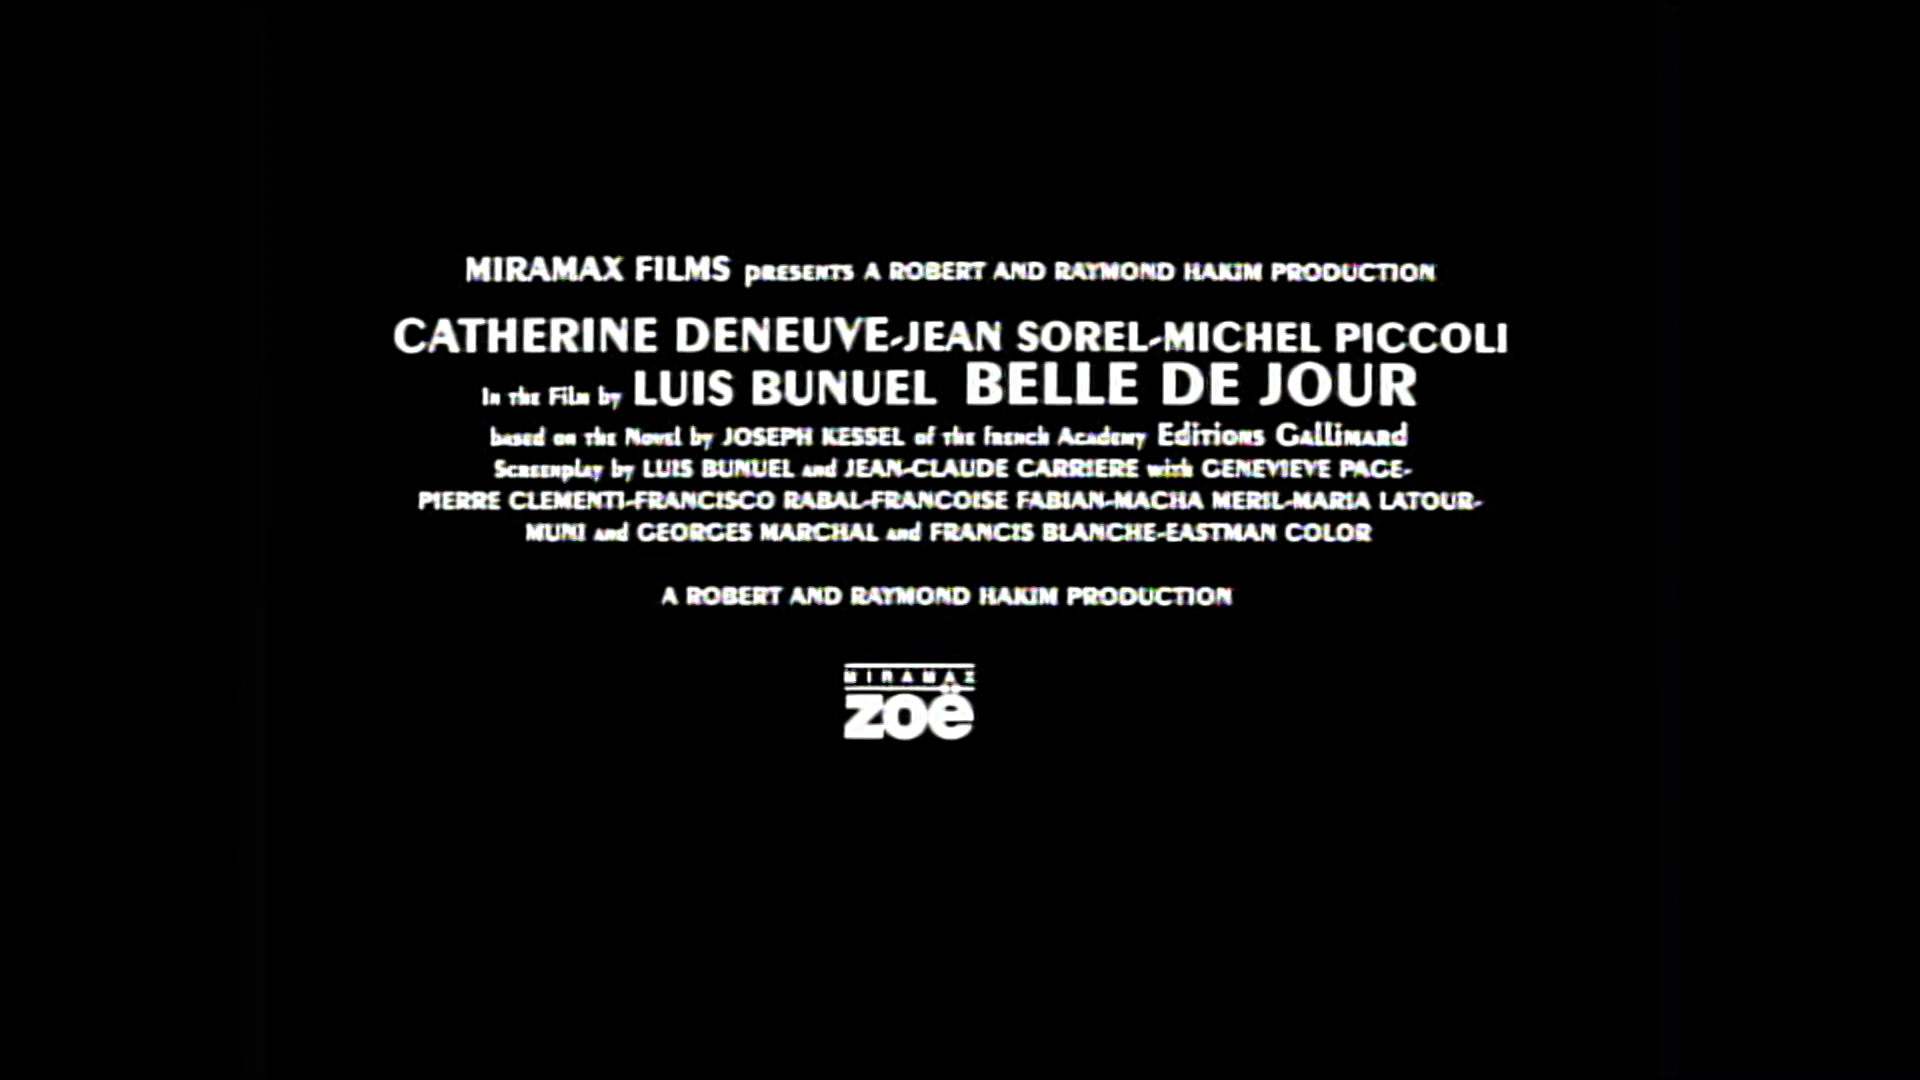 MIRAMAX FILMS presents A ROBERT AND RAYMOND HAKIM PRODUCTION
CATHERINE DENEUVE-JEAN SOREL-MICHEL PICCOLI
In the Film by LUIS BUNUEL BELLE DE JOUR
based on the Novel by JOSEPH KESSEL of the french Academy Editions Gallimard
Screenplay by LUIS BUNUEL and JEAN-CLAUDE CARRIERE with GENEVIEVE PAGE-
PIERRE CLEMENTI-FRANCISCO RABAL-FRANCOISE FABIAN-MACHA MERIL-MARIA LATOUR-
MUNI and GEORGES MARCHAL and FRANCIS BLANCHE-EASTMAN COLOR
A ROBERT AND RAYMOND HAKIM PRODUCTION
MIRAMAX
zoë